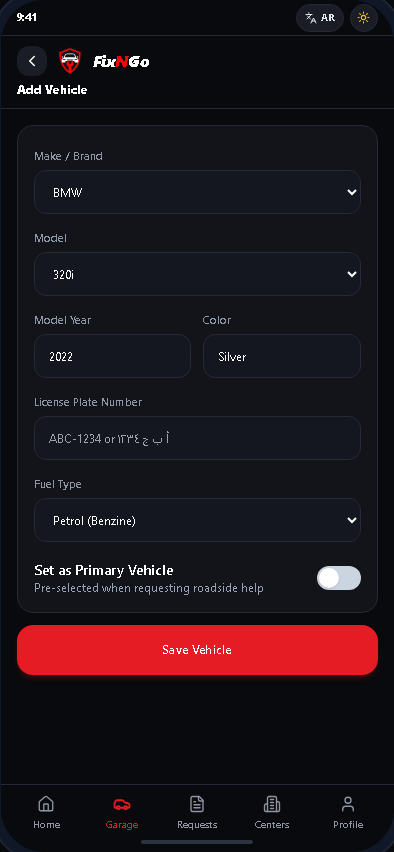 9:41
AR
FixNGo
Add Vehicle
Make / Brand
BMW
Model
320i
Model Year
Color
2022
Silver
License Plate Number
ABC-1234 or أ ب ج ١٢٣٤
Fuel Type
Petrol (Benzine)
Set as Primary Vehicle
Pre-selected when requesting roadside help
Save Vehicle
Home
Garage
Requests
Centers
Profile